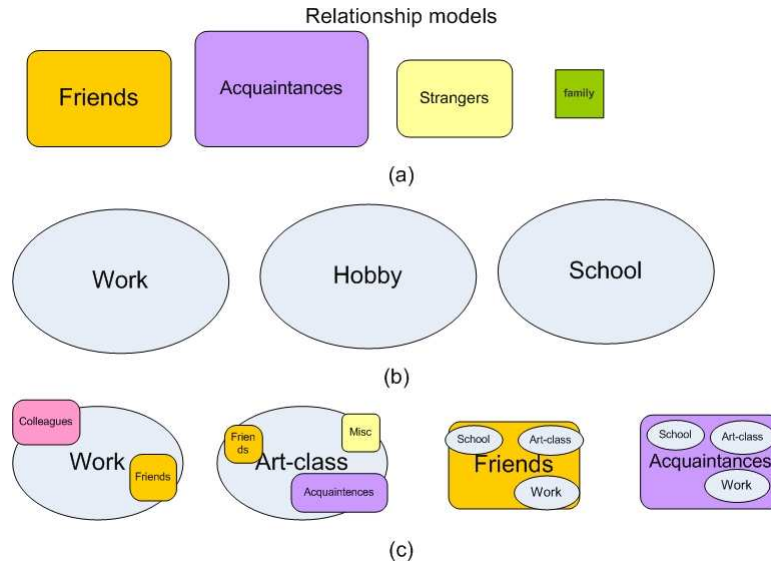 Relationship models
Friends
Acquaintances
Strangers
family
(a)
Work
Hobby
School
(b)
Colleagues
Work
Friends
Frien
ds
Misc
Art-class
Acquaintences
School
Art-class
Friends
Work
School
Art-class
Acquaintances
Work
(c)